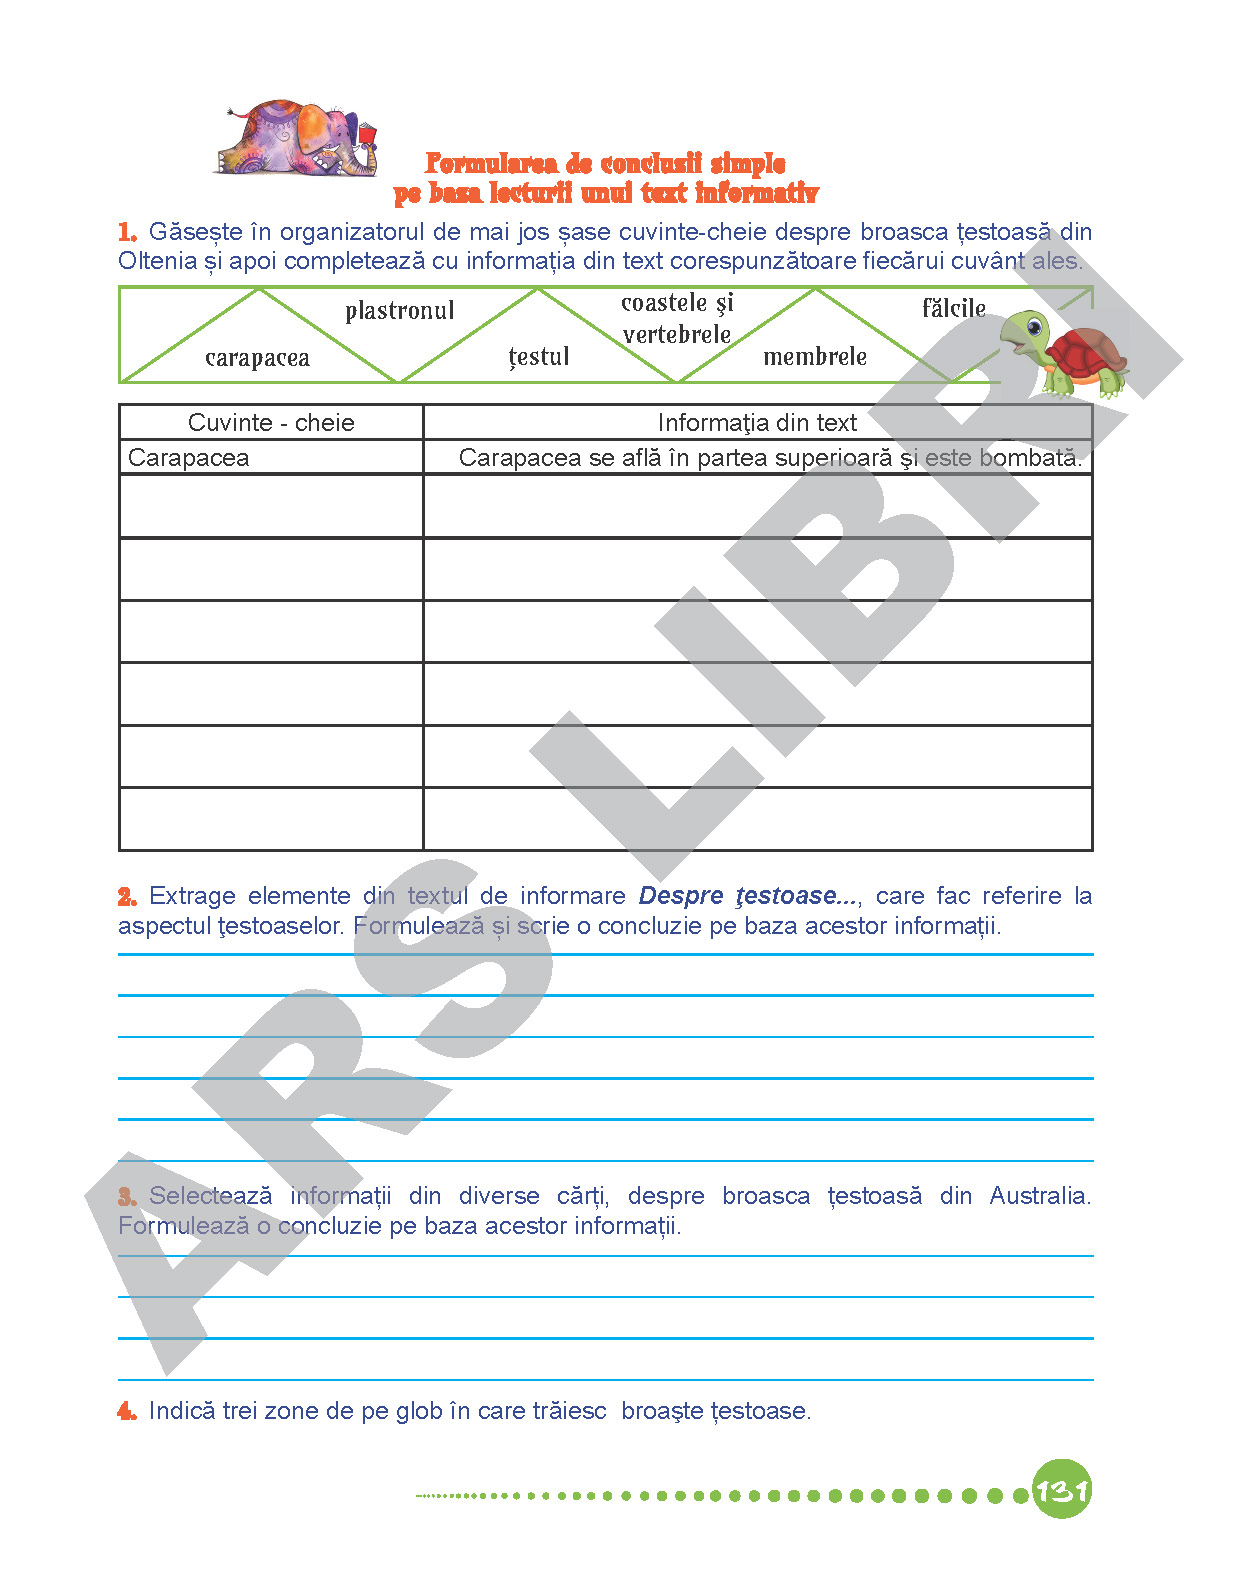 Formularea de concluzii simple
pe baza lecturii unui text informativ
1. Găsește în organizatorul de mai jos șase cuvinte-cheie despre broasca țestoasă din
Oltenia și apoi completează cu informația din text corespunzătoare fiecărui cuvânt ales.
carapacea
plastronul
țestul
coastele şi
vertebrele
membrele
fălcile
Cuvinte - cheie Informaţia din text
Carapacea Carapacea se află în partea superioară şi este bombată.
2. Extrage elemente din textul de informare Despre ţestoase..., care fac referire la
aspectul ţestoaselor. Formulează și scrie o concluzie pe baza acestor informații.
3. Selectează informații din diverse cărți, despre broasca țestoasă din Australia.
Formulează o concluzie pe baza acestor informații.
4. Indică trei zone de pe glob în care trăiesc broaşte țestoase.
131
ARS LIBRI